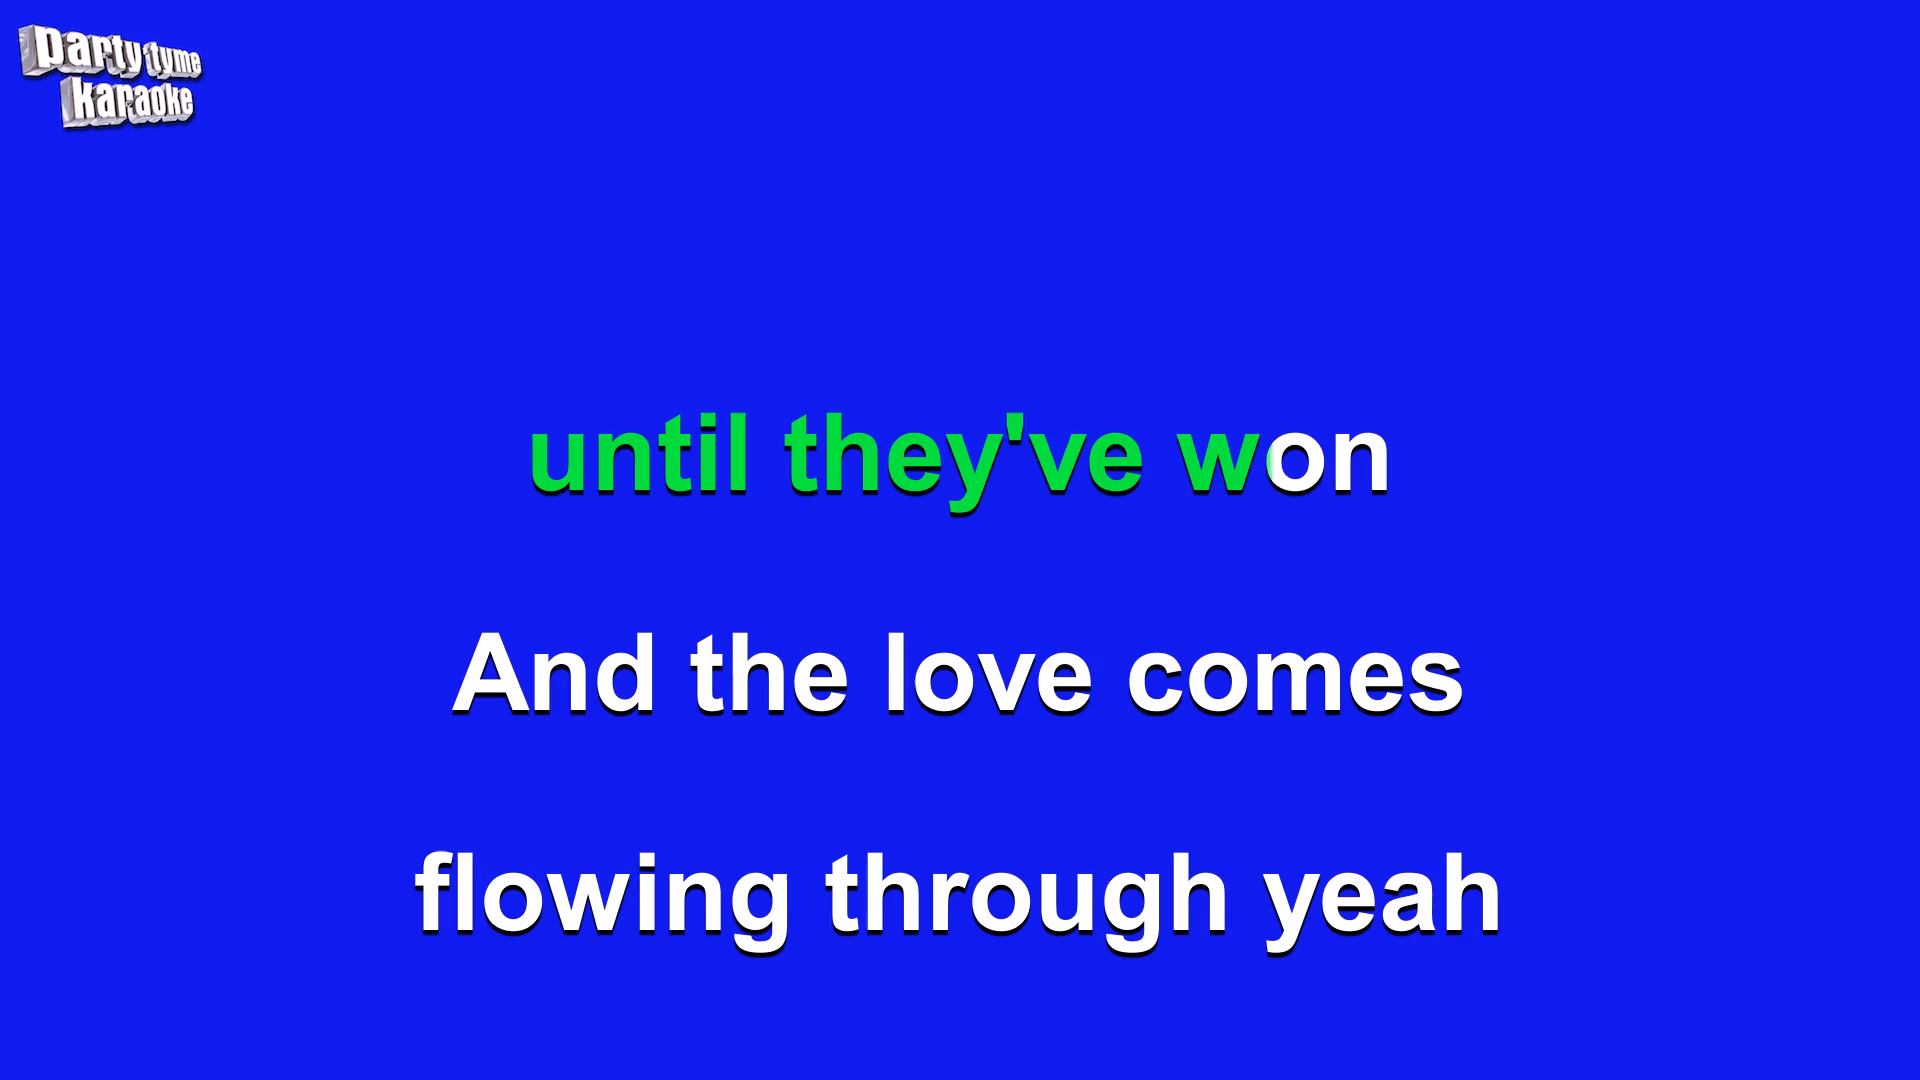 party tyme
karaoke
until they've won
And the love comes
flowing through yeah